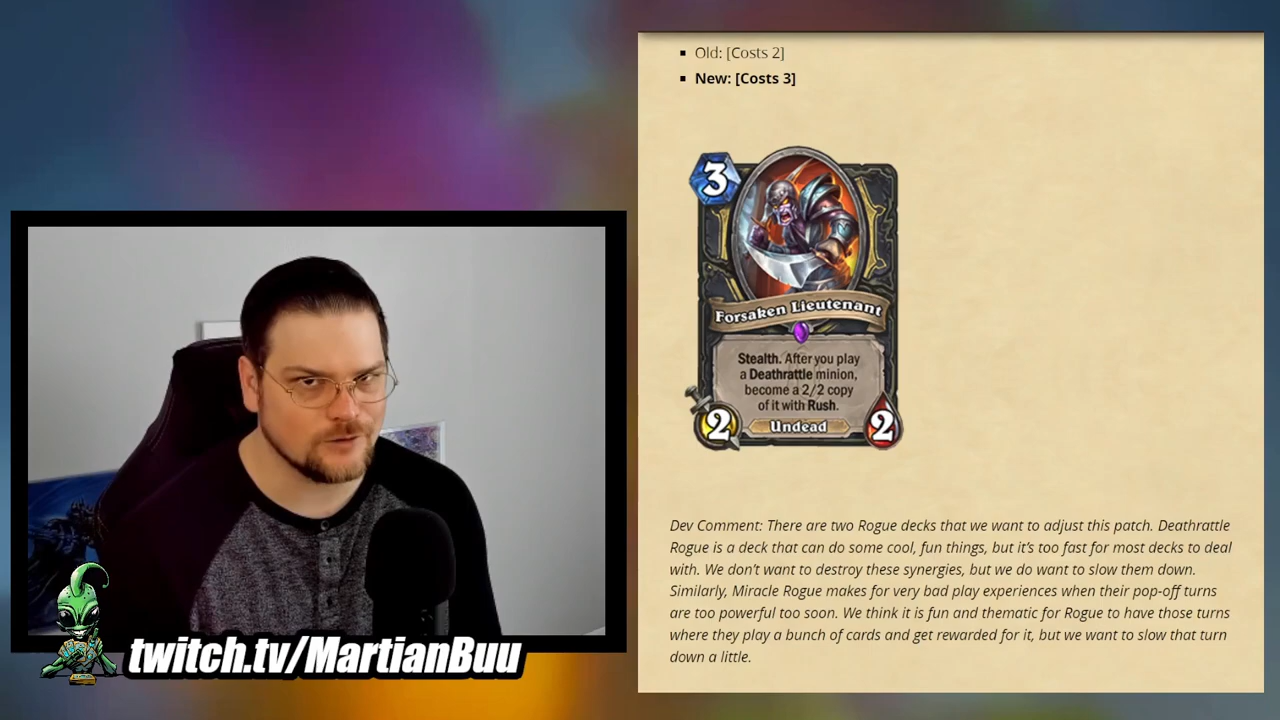 Old: [Costs 2]
New: [Costs 3]
3
Forsaken Lieutenant
Stealth. After you play
a Deathrattle minion,
become a 2/2 copy
of it with Rush.
2 Undead 2
Dev Comment: There are two Rogue decks that we want to adjust this patch. Deathrattle
Rogue is a deck that can do some cool, fun things, but it's too fast for most decks to deal
with. We don't want to destroy these synergies, but we do want to slow them down.
Similarly, Miracle Rogue makes for very bad play experiences when their pop-off turns
are too powerful too soon. We think it is fun and thematic for Rogue to have those turns
where they play a bunch of cards and get rewarded for it, but we want to slow that turn
down a little.
twitch.tv/MartianBuu